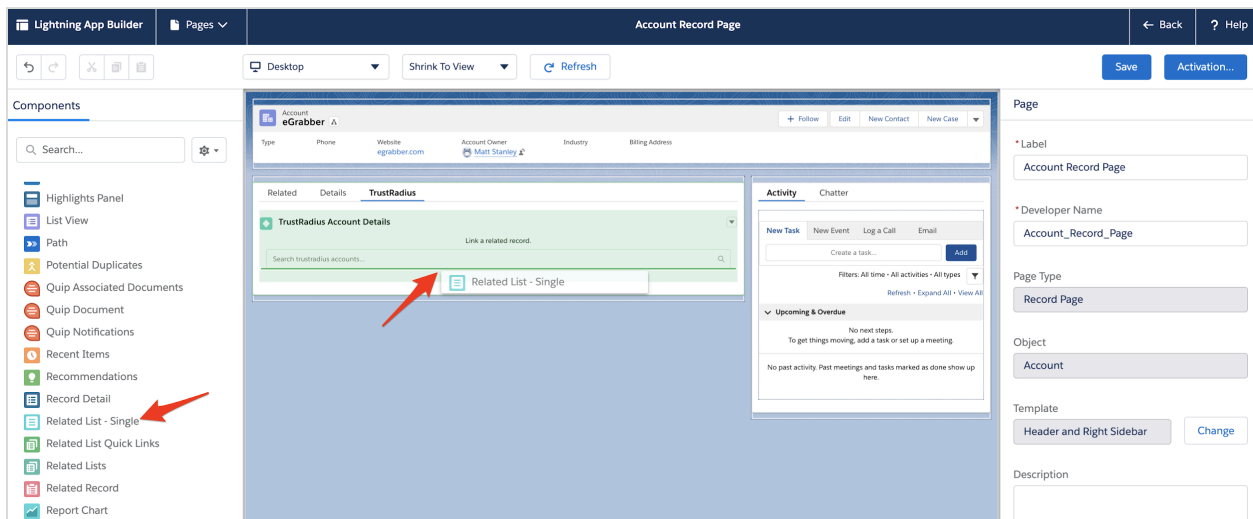 Lightning App Builder
Pages
Account Record Page
Back
? Help
Desktop
Shrink To View
Refresh
Save
Activation...
Components
Search...
Highlights Panel
List View
Path
Potential Duplicates
Quip Associated Documents
Quip Document
Quip Notifications
Recent Items
Recommendations
Record Detail
Related List - Single
Related List Quick Links
Related Lists
Related Record
Report Chart
Account
eGrabber
+ Follow
Edit
New Contact
New Case
Type
Phone
Website
Account Owner
Industry
Billing Address
egrabber.com
Matt Stanley
Related
Details
TrustRadius
TrustRadius Account Details
Link a related record.
Search trustradius accounts...
Related List - Single
Activity
Chatter
New Task
New Event
Log a Call
Email
Create a task...
Add
Filters: All time • All activities • All types
Refresh • Expand All • View All
Upcoming & Overdue
No next steps.
To get things moving, add a task or set up a meeting.
No past activity. Past meetings and tasks marked as done show up
here.
Page
* Label
Account Record Page
* Developer Name
Account_Record_Page
Page Type
Record Page
Object
Account
Template
Header and Right Sidebar
Change
Description